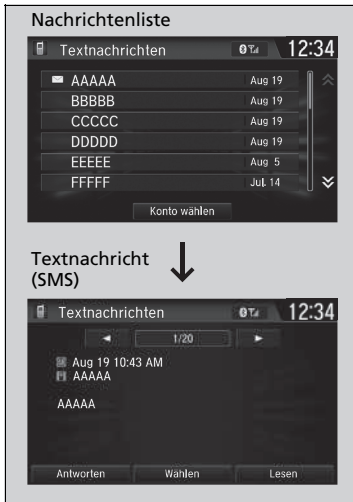 Nachrichtenliste
Textnachrichten 12:34
AAAAA Aug 19
BBBBB Aug 19
CCCCC Aug 19
DDDDD Aug 19
EEEEE Aug 5
FFFFF Jul. 14
Konto wählen
Textnachricht
(SMS)
Textnachrichten 12:34
1/20
Aug 19 10:43 AM
AAAAA
AAAAA
Antworten Wählen Lesen